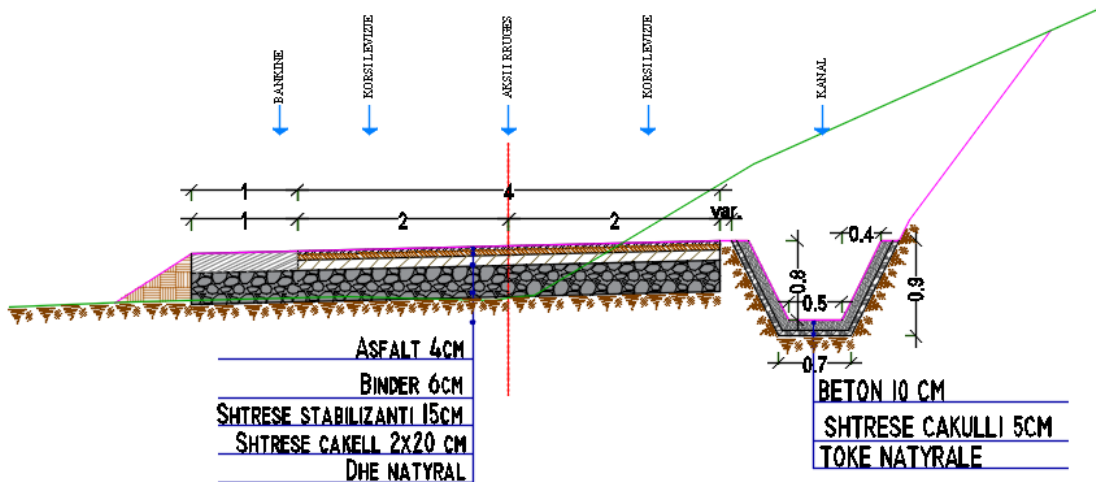 BANKINE
KORSI LEVIZJE
AKSI I RRUGES
KORSI LEVIZJE
KANAL
1
4
1
2
2
var.
0.4
0.8
0.5
0.9
0.7
ASFALT 4CM
BINDER 6CM
SHTRESE STABILIZANTI 15CM
SHTRESE CAKELL 2X20 CM
DHE NATYRAL
BETON 10 CM
SHTRESE CAKULLI 5CM
TOKE NATYRALE